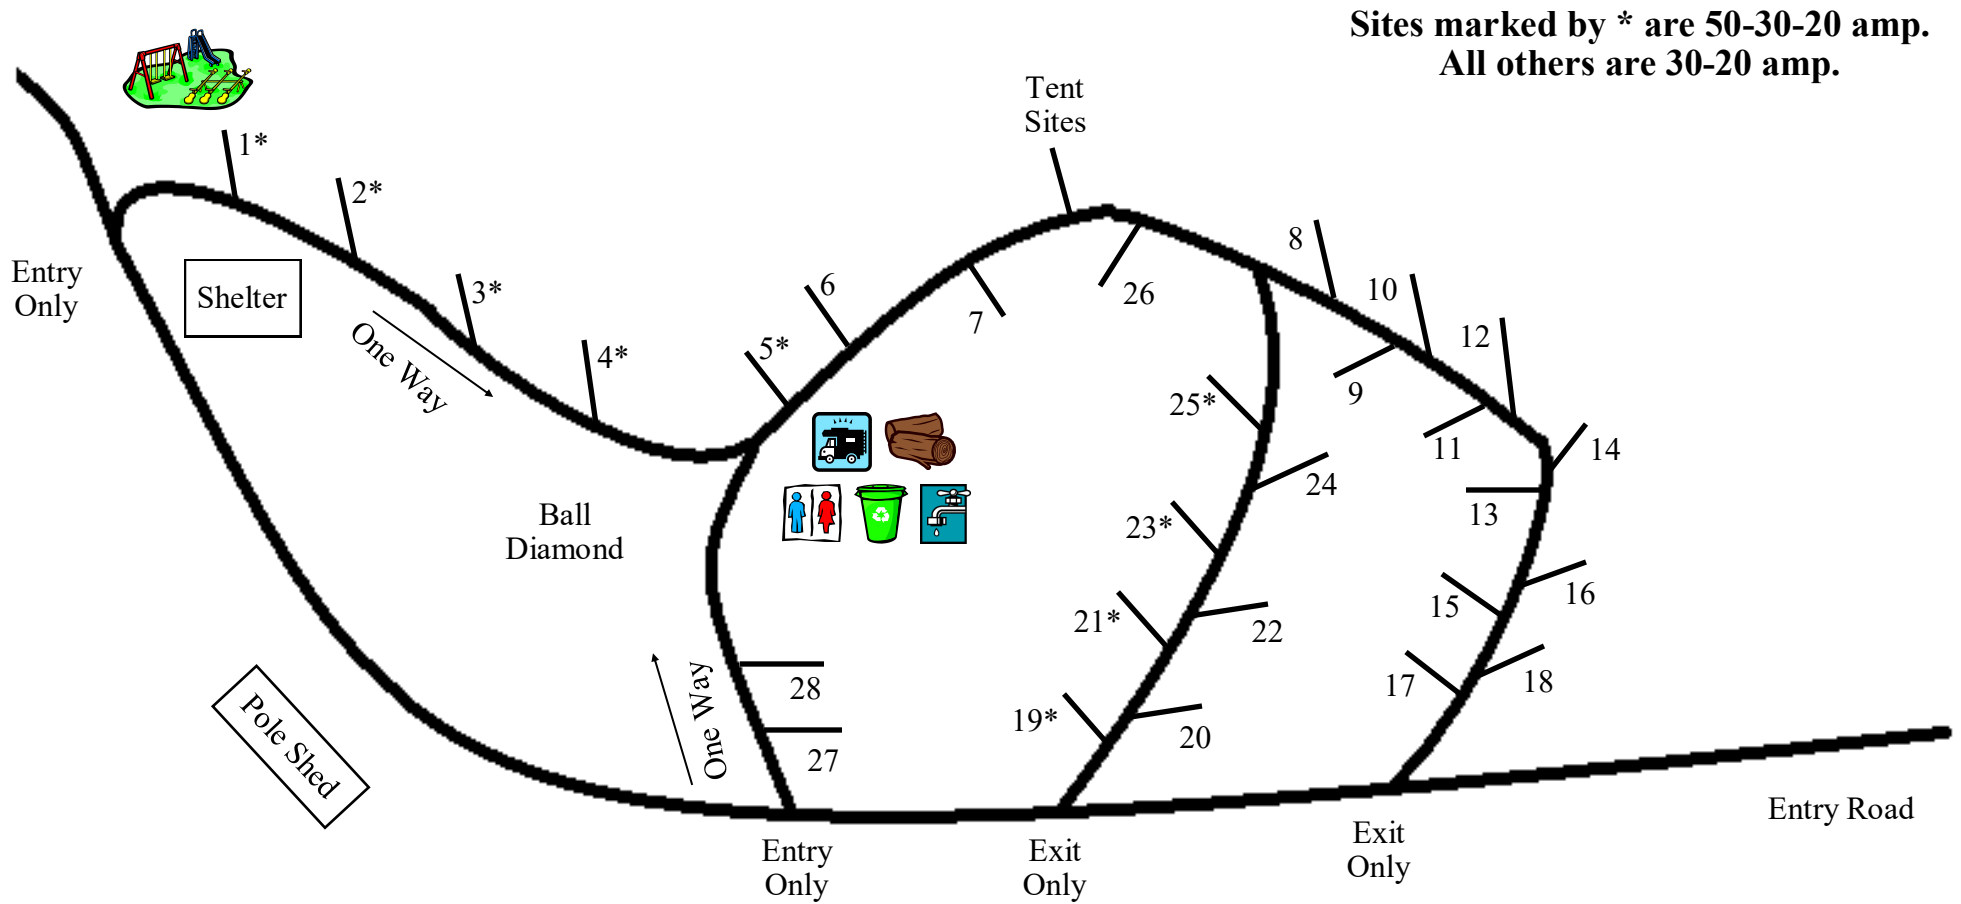 Sites marked by * are 50-30-20 amp.
All others are 30-20 amp.
Tent
Sites
1*
2*
3*
4*
5*
6
7
26
8
10
12
9
11
14
13
Entry
Only
Shelter
One Way
25*
24
23*
21*
22
19*
20
15
16
17
18
Ball
Diamond
28
27
One Way
Pole Shed
Entry
Only
Exit
Only
Exit
Only
Entry Road